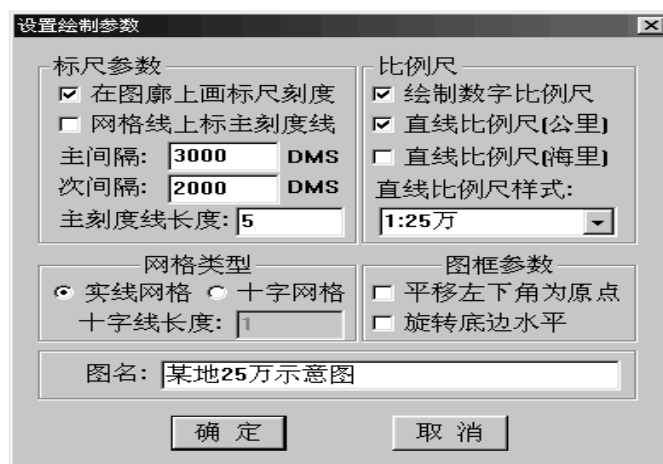 设置绘制参数
标尺参数
在图廓上画标尺刻度
网格线上标主刻度线
主间隔: 3000 DMS
次间隔: 2000 DMS
主刻度线长度: 5
比例尺
绘制数字比例尺
直线比例尺(公里)
直线比例尺(海里)
直线比例尺样式:
1:25万
网格类型
实线网格 十字网格
十字线长度: 1
图框参数
平移左下角为原点
旋转底边水平
图名: 某地25万示意图
确 定 取 消